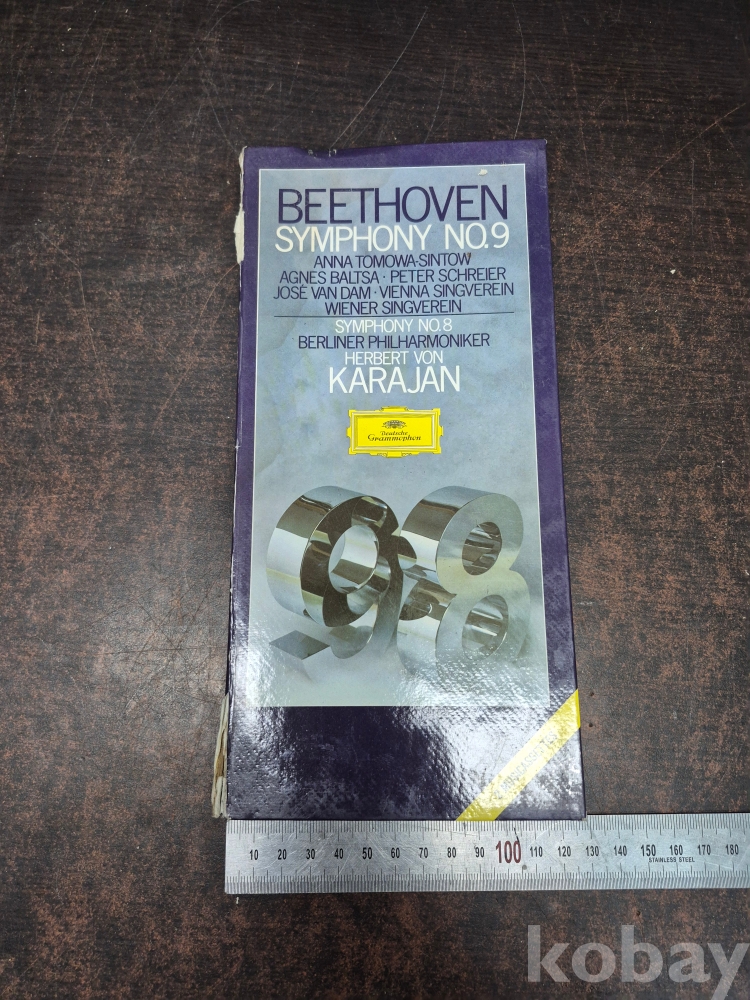 BEETHOVEN
SYMPHONY NO.9
ANNA TOMOWA-SINTOW
AGNES BALTSA · PETER SCHREIER
JOSÉ VAN DAM · VIENNA SINGVEREIN
WIENER SINGVEREIN
SYMPHONY NO.8
BERLINER PHILHARMONIKER
HERBERT VON
KARAJAN
Deutsche
Grammophon
98
10 20 30 40 50 60 70 80 90 100 110 120 130 140 150 160 170 180
STAINLESS STEEL
kobay